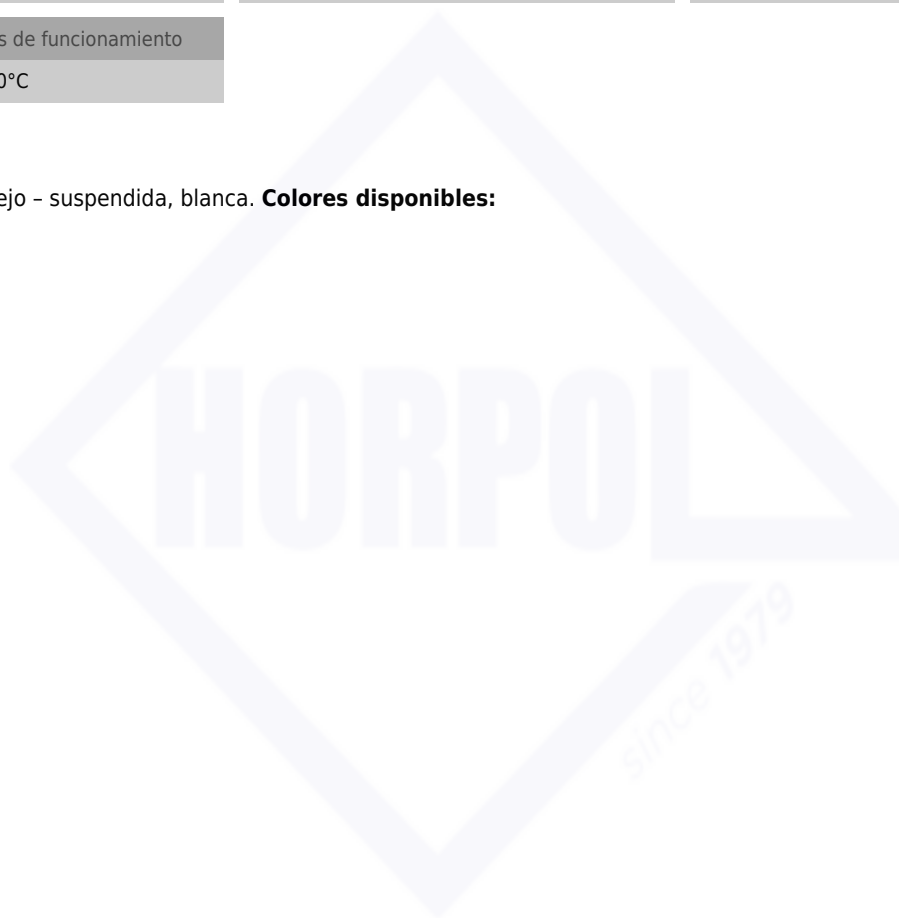 s de funcionamiento
0°C
ejo – suspendida, blanca. Colores disponibles:
HORPOL
since 1979